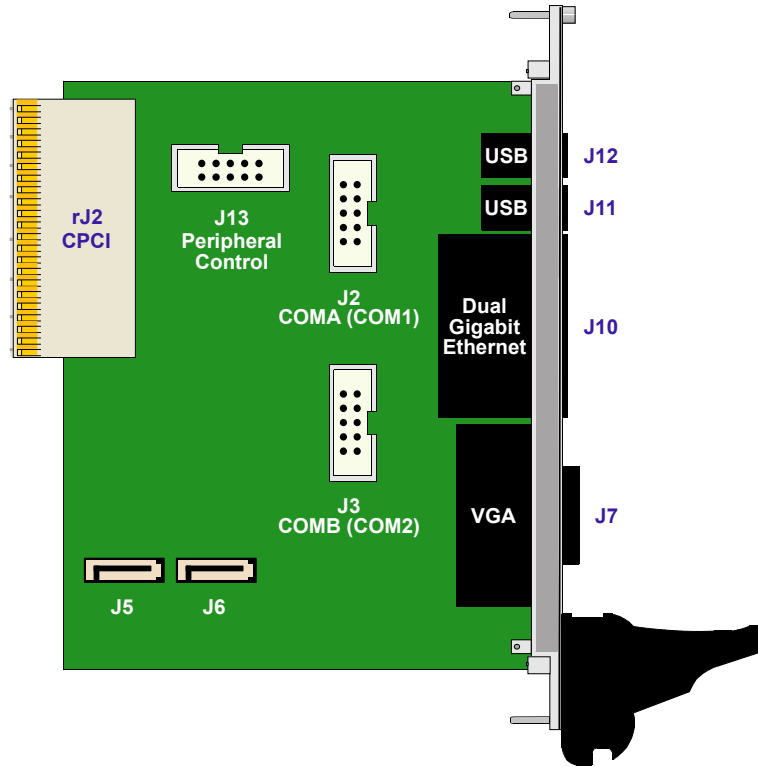 USB
J12
USB
J11
rJ2
CPCI
J13
Peripheral
Control
J2
COMA (COM1)
Dual
Gigabit
Ethernet
J10
J3
COMB (COM2)
VGA
J7
J5
J6